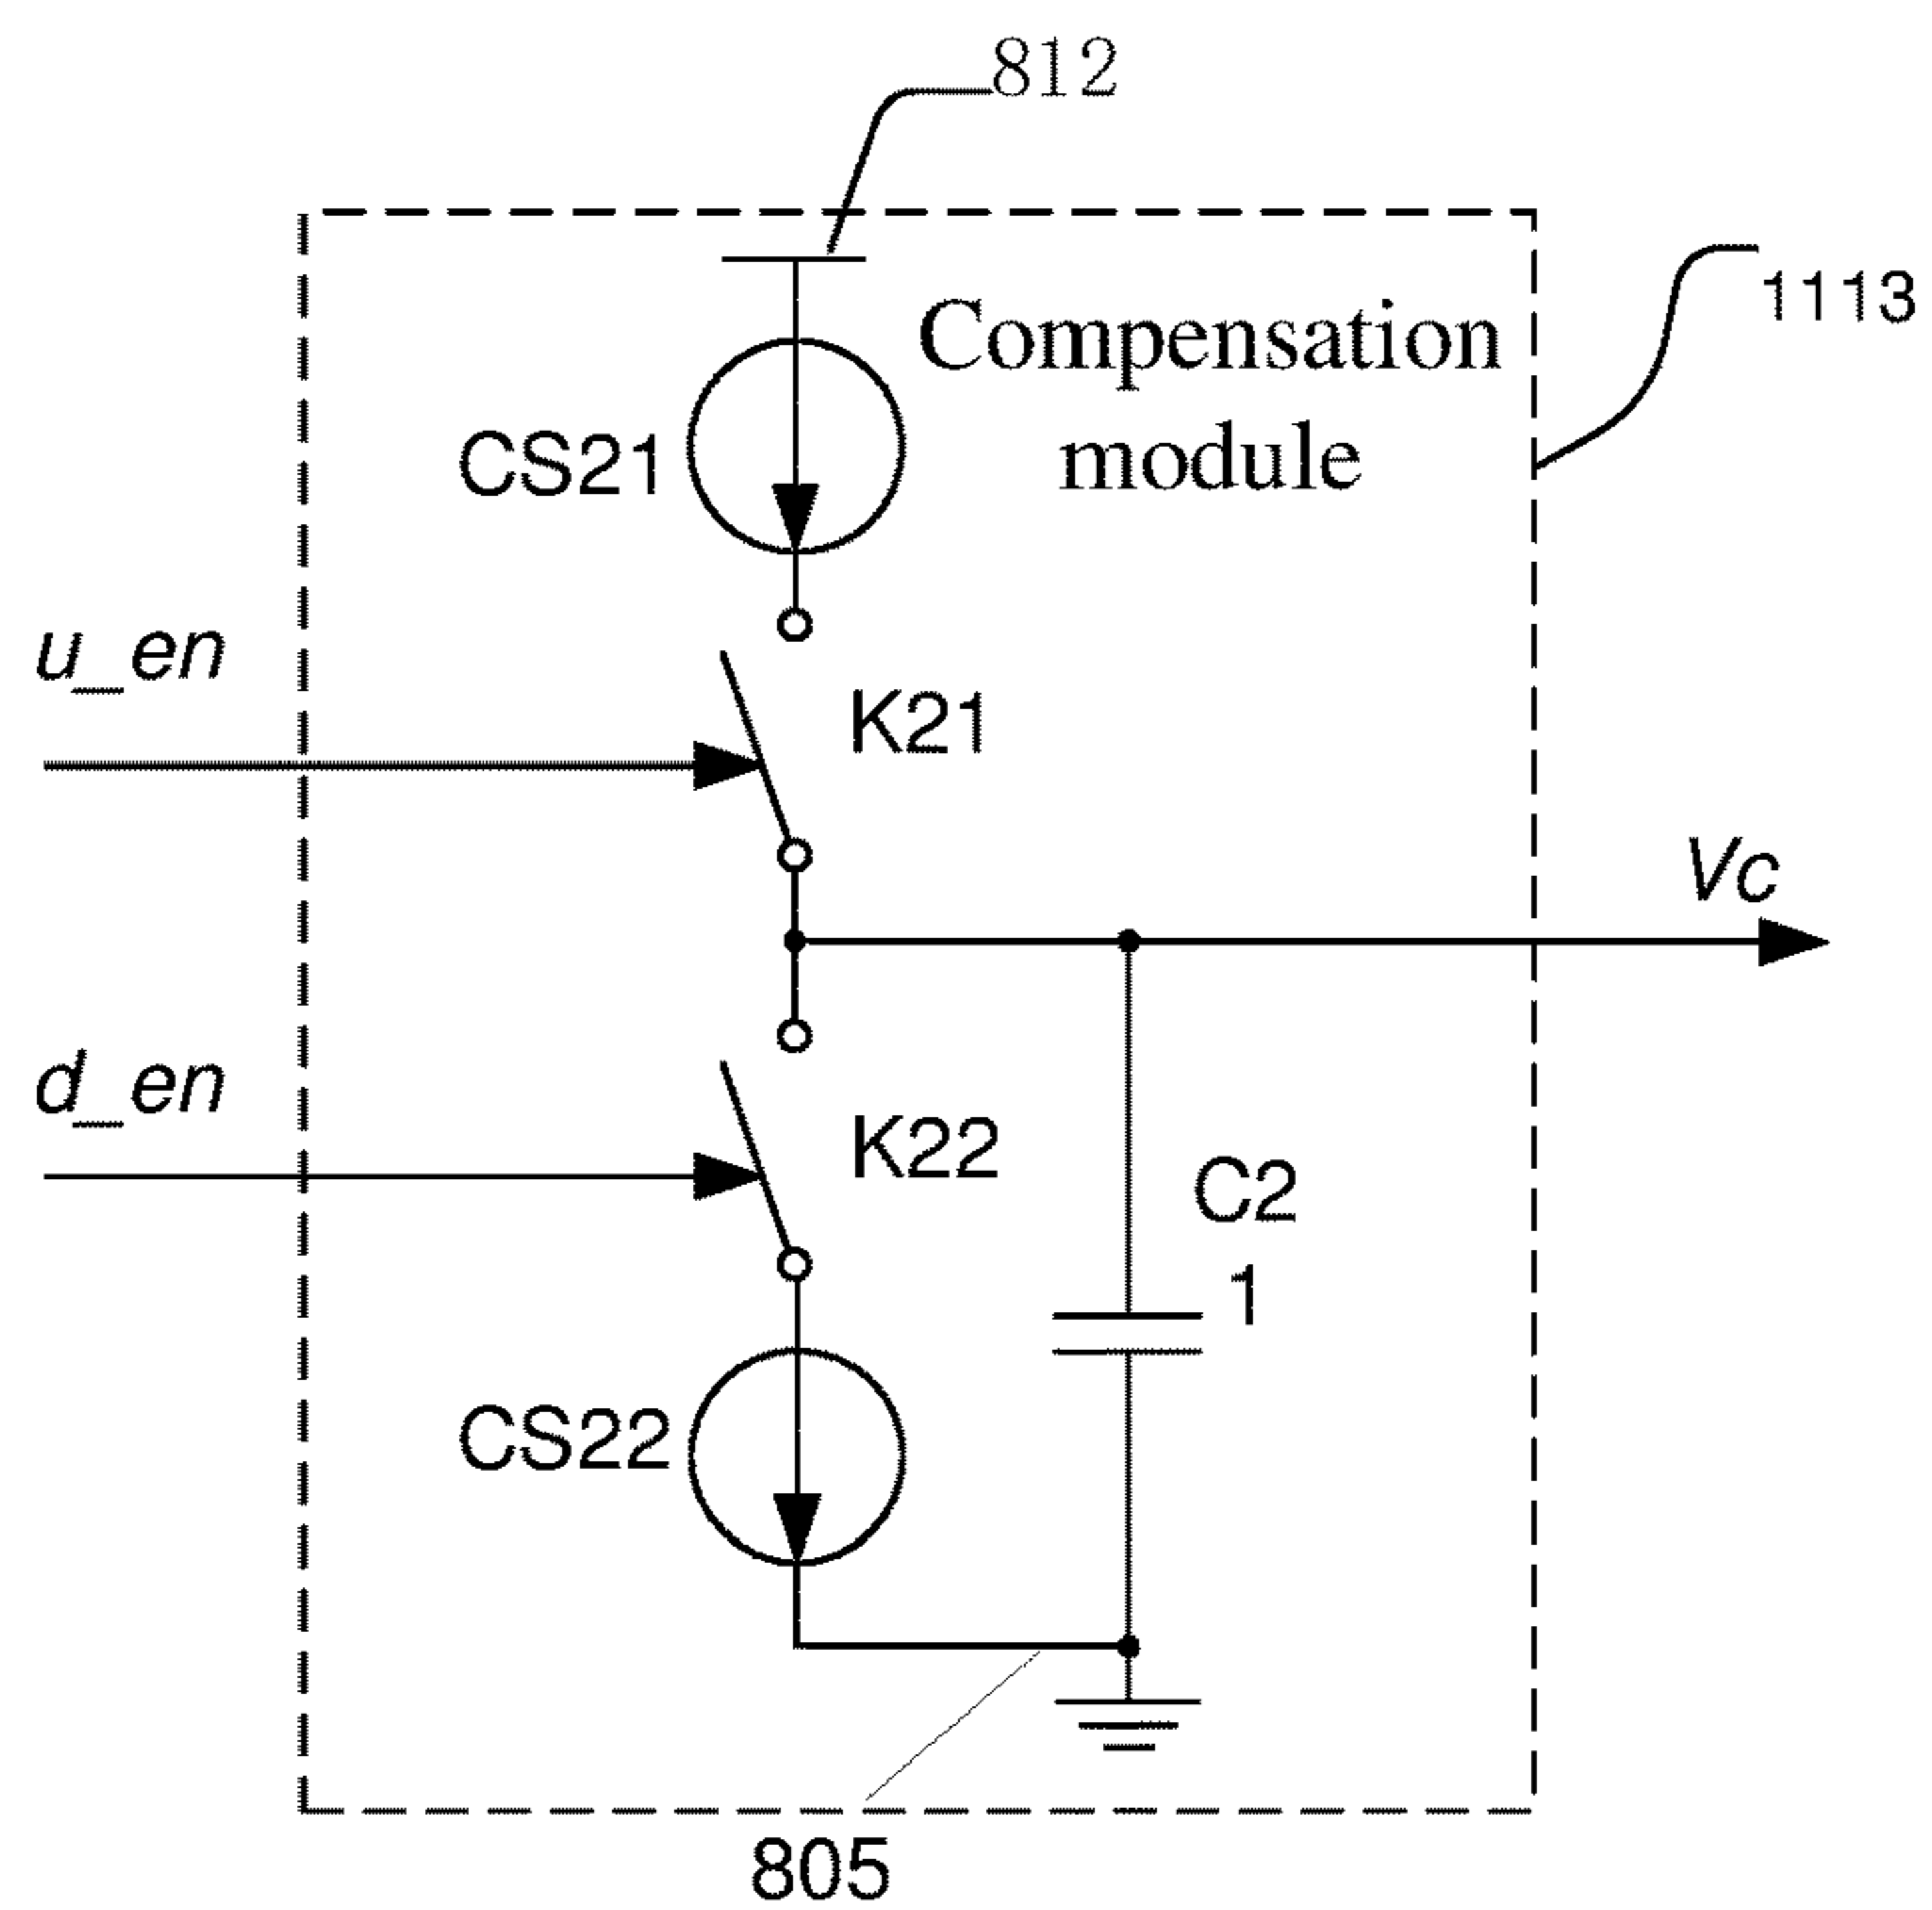 812
1113
Compensation
module
CS21
u_en
K21
Vc
d_en
K22
C2
1
CS22
805